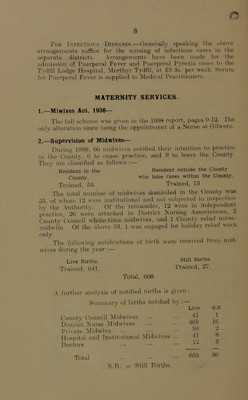 8
For Infectious Diseases.—Generally speaking the above
arrangements suffice for the nursing of infectious cases in the
separate districts. Arrangements have been made for the
admission of Puerperal Fever and Puerperal Pyrexia cases to the
Tydfil Lodge Hospital, Merthyr Tydfil, at £3 3s. per week. Serum
for Puerperal Fever is supplied to Medical Practitioners.
MATERNITY SERVICES.
1.—Miwives Act, 1936—
The full scheme was given in the 1938 report, pages 9-12. The
only alteration since being the appointment of a Nurse at Gilwern.
2.—Supervision of Midwives—
During 1939, 66 midwives notified their intention to practice
in the County, 6 to cease practice, and 9 to leave the County.
They are classified as follows :—
Resident in the County. Resident outside the County who take cases within the County.
Trained, 53. Trained, 13
The total number of midwives domiciled in the County was
53, of whom 12 were institutional and not subjected to inspection
by the Authority. Of the remainder, 12 were in independent
practice, 26 were attached to District Nursing Associations, 2
County Council whole-time midwives, and 1 County relief nurse-
midwife. Of the above 53, 1 was engaged for holiday relief work
only.
The following notifications of birth were received from mid-
wives during the year:—
Live Births. Still Births.
Trained, 641. Trained, 27.
Total, 668.
A further analysis of notified births is given:
Summary of births notified by :—
Live. S.B.
County Council Midwives ... ... 41 1
District Nurse Midwives ... ... 465 16
Private Midwives ... ... 94 2
Hospital and Institutional Midwives ... 41 8
Doctors ... ... 12 3
Total ... ... 653 30
S.B. = Still Births.